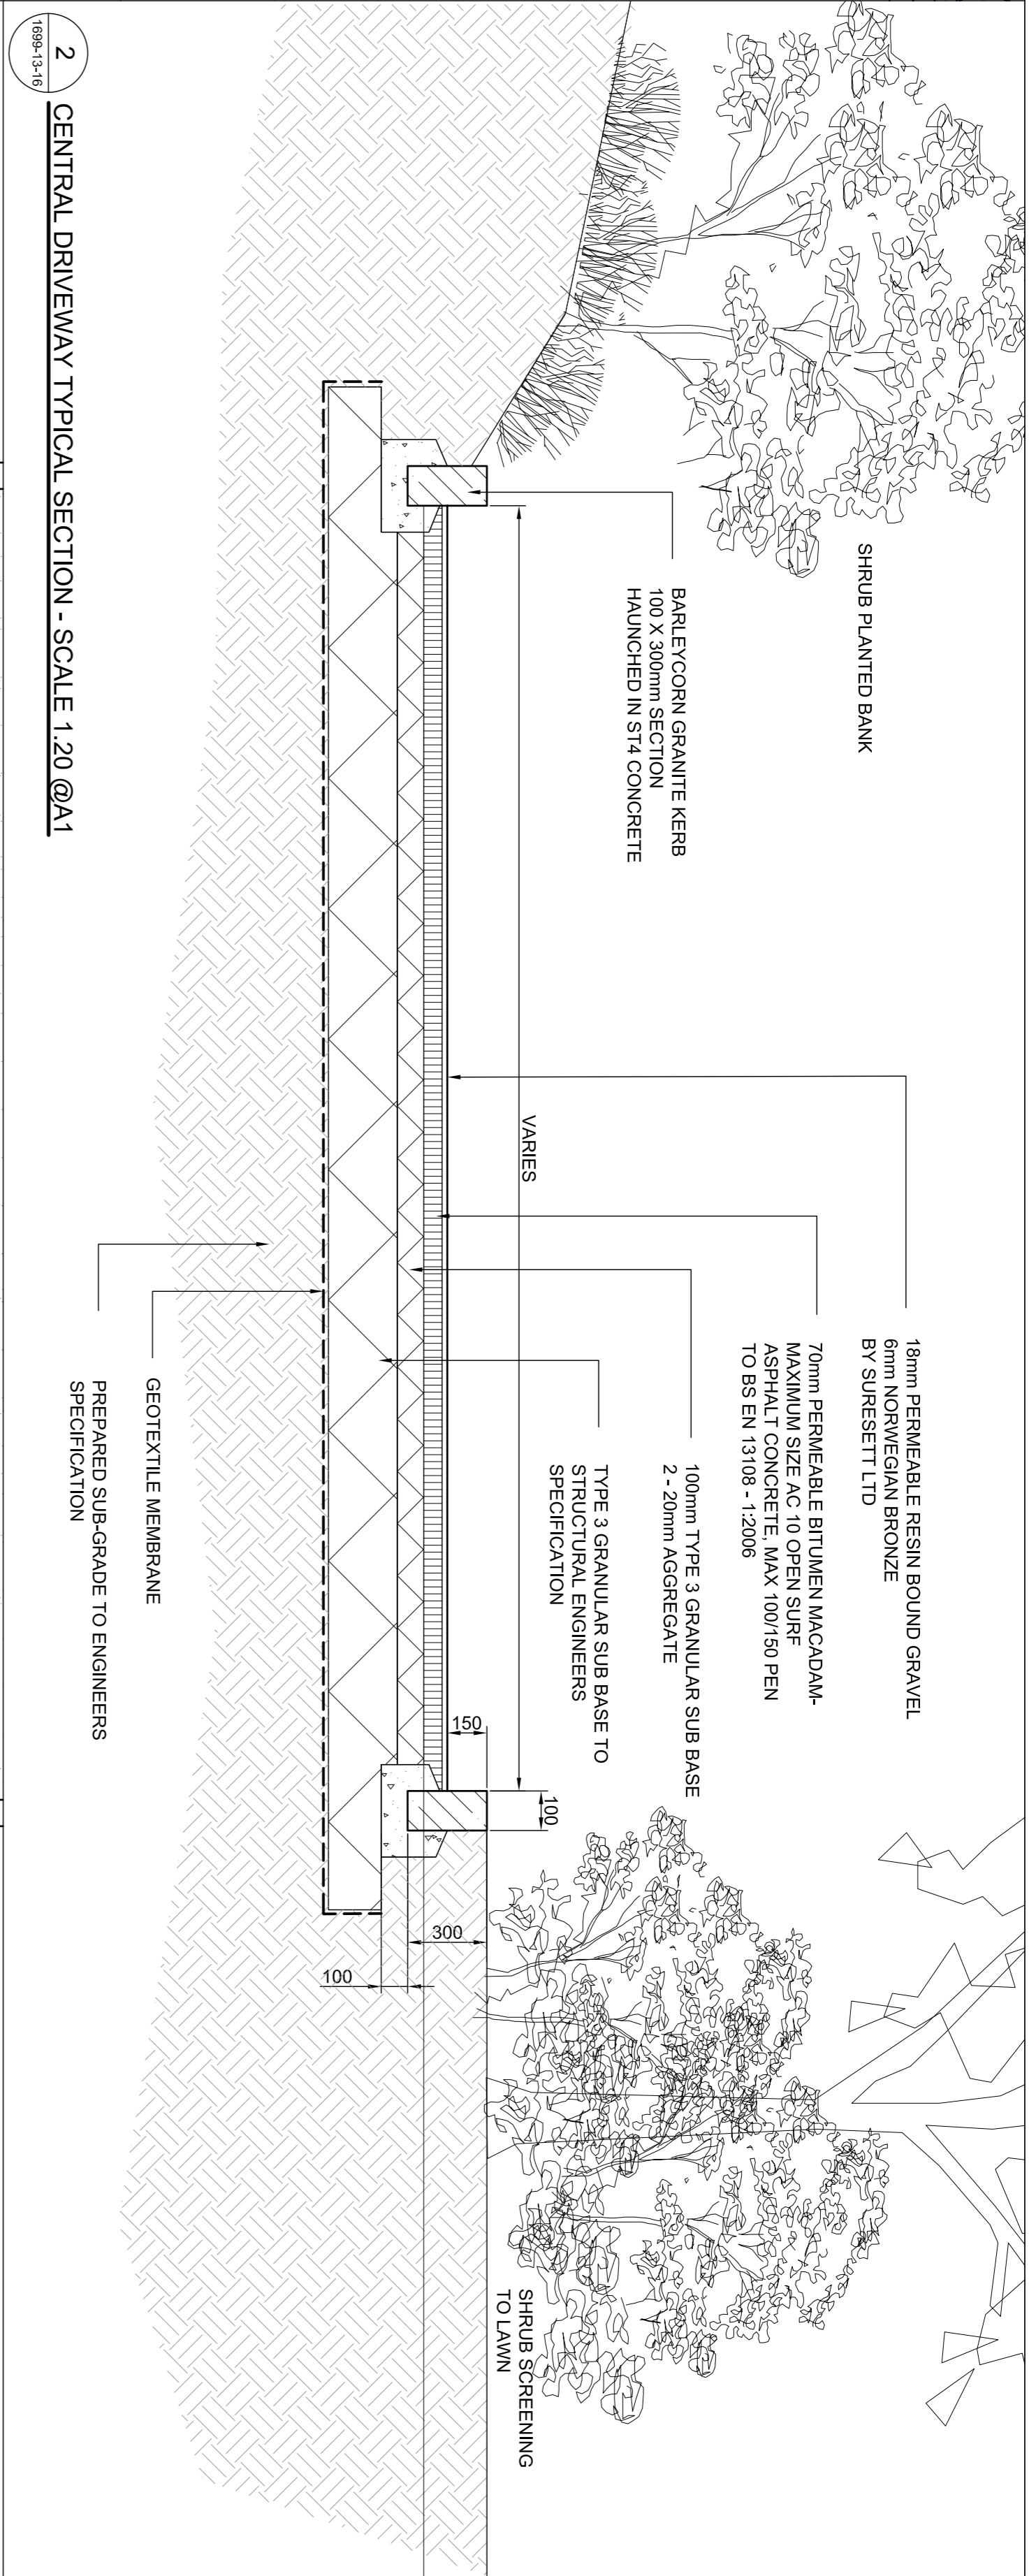 SHRUB PLANTED BANK
BARLEYCORN GRANITE KERB
100 X 300mm SECTION
HAUNCHED IN ST4 CONCRETE
18mm PERMEABLE RESIN BOUND GRAVEL
6mm NORWEGIAN BRONZE
BY SURESETT LTD
70mm PERMEABLE BITUMEN MACADAM-
MAXIMUM SIZE AC 10 OPEN SURF
ASPHALT CONCRETE, MAX 100/150 PEN
TO BS EN 13108 - 1:2006
100mm TYPE 3 GRANULAR SUB BASE
2 - 20mm AGGREGATE
TYPE 3 GRANULAR SUB BASE TO
STRUCTURAL ENGINEERS
SPECIFICATION
VARIES
150
100
300
100
SHRUB SCREENING
TO LAWN
GEOTEXTILE MEMBRANE
PREPARED SUB-GRADE TO ENGINEERS
SPECIFICATION
2
1699-13-16
CENTRAL DRIVEWAY TYPICAL SECTION - SCALE 1.20 @A1